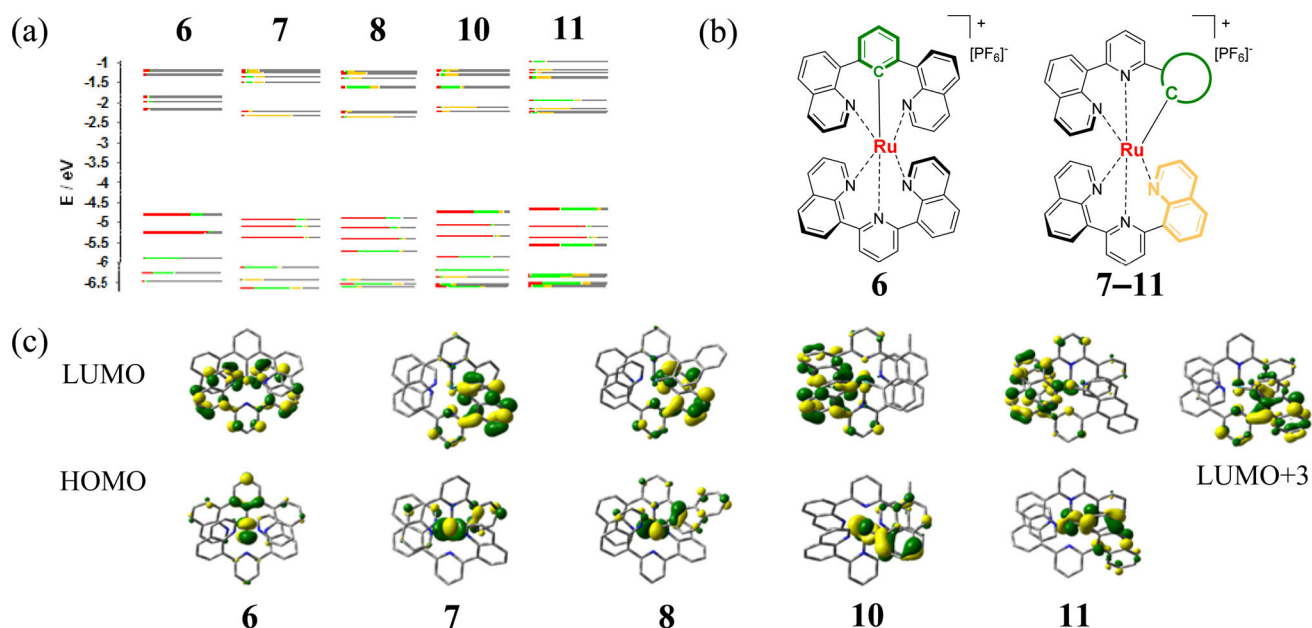 (a)
6 7 8 10 11
E / eV
-1
-1.5
-2
-2.5
-3
-3.5
-4
-4.5
-5
-5.5
-6
-6.5
(b)
+
[PF6]-
C
N N
Ru
N N
N
6
+
[PF6]-
N
C
N
Ru
N N
N
7–11
(c)
LUMO
HOMO
LUMO+3
6 7 8 10 11